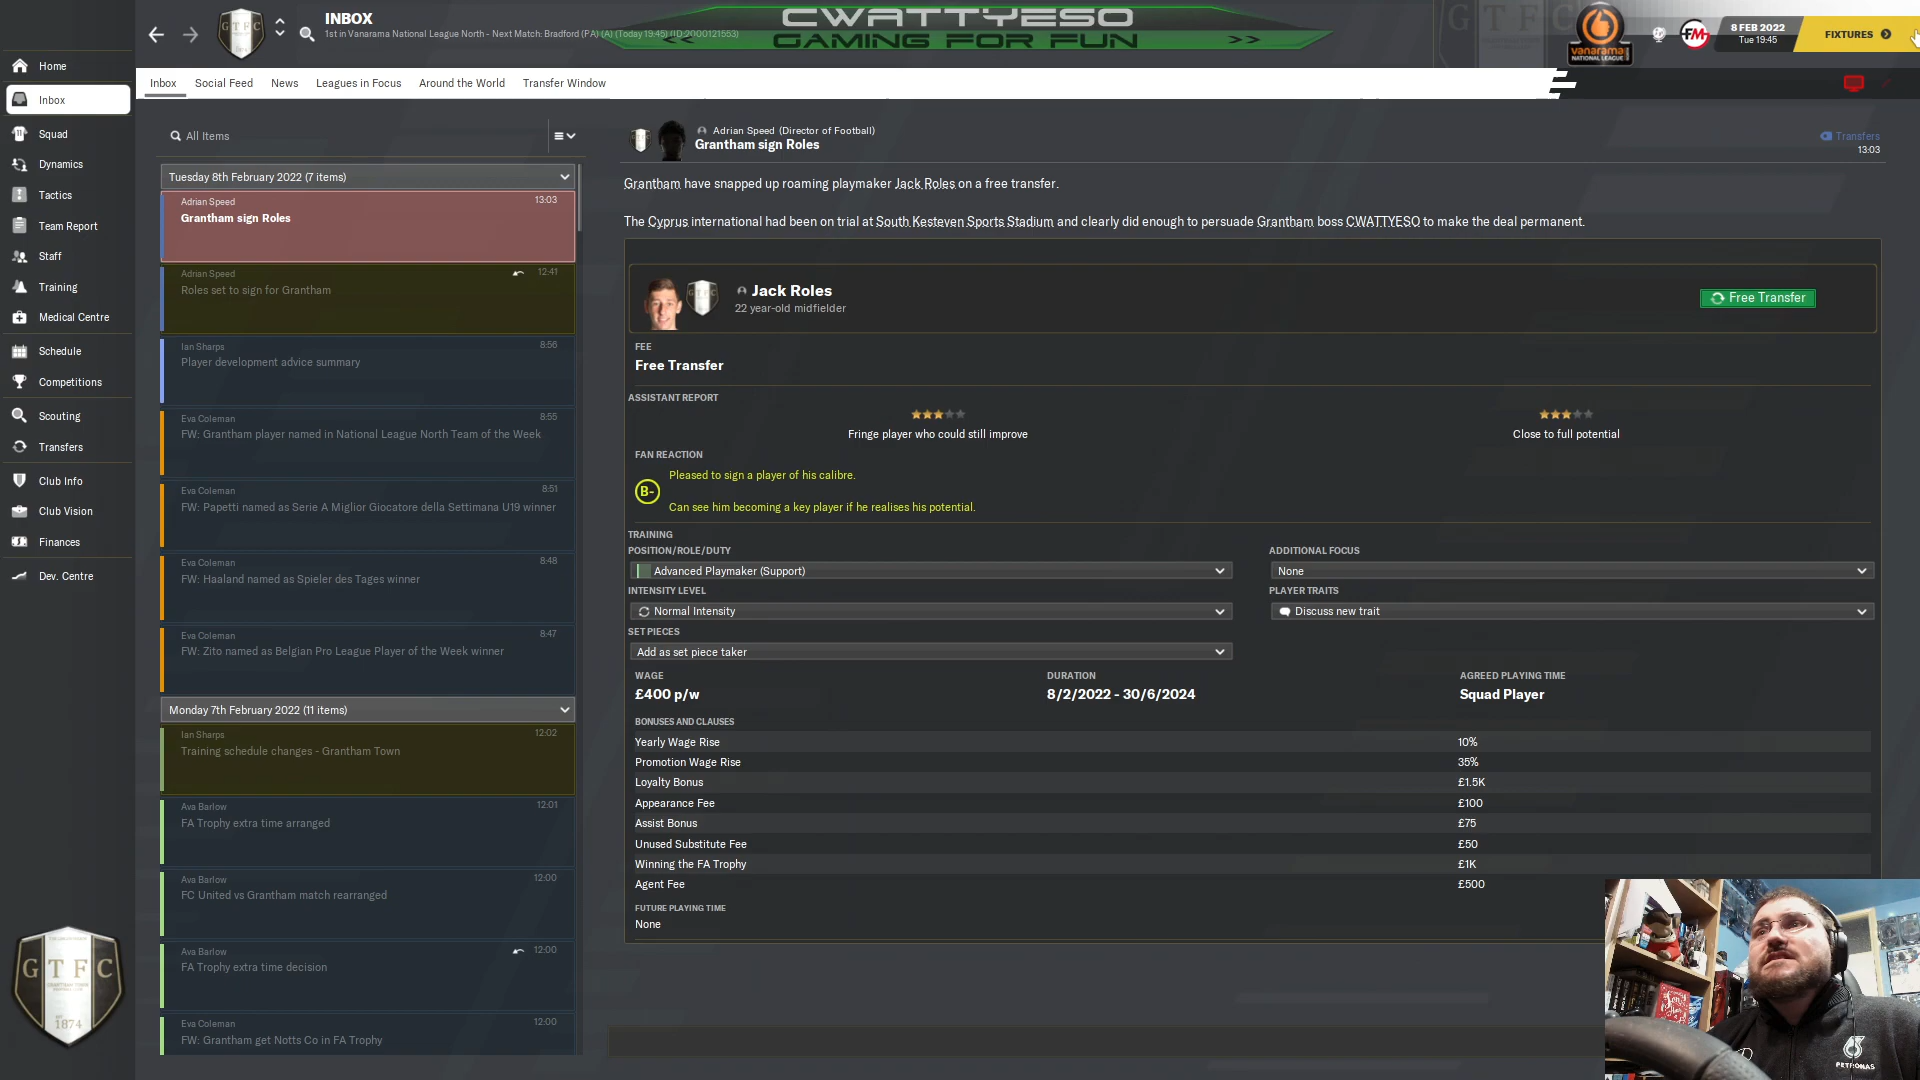 INBOX
1st in Vanarama National League North - Next Match: Bradford (PA) (A) (Today 19:45) (ID:2000121553)
CWATTYESO
GAMING FOR FUN
GTFC
vanarama
NATIONAL LEAGUE
FM
8 FEB 2022
Tue 19:45
FIXTURES
Home
Inbox
Squad
Dynamics
Tactics
Team Report
Staff
Training
Medical Centre
Schedule
Competitions
Scouting
Transfers
Club Info
Club Vision
Finances
Dev. Centre
GTFC
1874
Inbox
Social Feed
News
Leagues in Focus
Around the World
Transfer Window
All Items
Tuesday 8th February 2022 (7 items)
Adrian Speed 13:03
Grantham sign Roles
Adrian Speed 12:41
Roles set to sign for Grantham
Ian Sharps 8:56
Player development advice summary
Eva Coleman 8:55
FW: Grantham player named in National League North Team of the Week
Eva Coleman 8:51
FW: Papetti named as Serie A Miglior Giocatore della Settimana U19 winner
Eva Coleman 8:48
FW: Haaland named as Spieler des Tages winner
Eva Coleman 8:47
FW: Zito named as Belgian Pro League Player of the Week winner
Monday 7th February 2022 (11 items)
Ian Sharps 12:02
Training schedule changes - Grantham Town
Ava Barlow 12:01
FA Trophy extra time arranged
Ava Barlow 12:00
FC United vs Grantham match rearranged
Ava Barlow 12:00
FA Trophy extra time decision
Eva Coleman 12:00
FW: Grantham get Notts Co in FA Trophy
Adrian Speed (Director of Football)
Grantham sign Roles
Transfers
13:03
Grantham have snapped up roaming playmaker Jack Roles on a free transfer.
The Cyprus international had been on trial at South Kesteven Sports Stadium and clearly did enough to persuade Grantham boss CWATTYESO to make the deal permanent.
Jack Roles
22 year-old midfielder
Free Transfer
FEE
Free Transfer
ASSISTANT REPORT
Fringe player who could still improve
Close to full potential
FAN REACTION
B-
Pleased to sign a player of his calibre.
Can see him becoming a key player if he realises his potential.
TRAINING
POSITION/ROLE/DUTY
Advanced Playmaker (Support)
ADDITIONAL FOCUS
None
INTENSITY LEVEL
Normal Intensity
PLAYER TRAITS
Discuss new trait
SET PIECES
Add as set piece taker
WAGE
£400 p/w
DURATION
8/2/2022 - 30/6/2024
AGREED PLAYING TIME
Squad Player
BONUSES AND CLAUSES
Yearly Wage Rise 10%
Promotion Wage Rise 35%
Loyalty Bonus £1.5K
Appearance Fee £100
Assist Bonus £75
Unused Substitute Fee £50
Winning the FA Trophy £1K
Agent Fee £500
FUTURE PLAYING TIME
None
PETRONAS